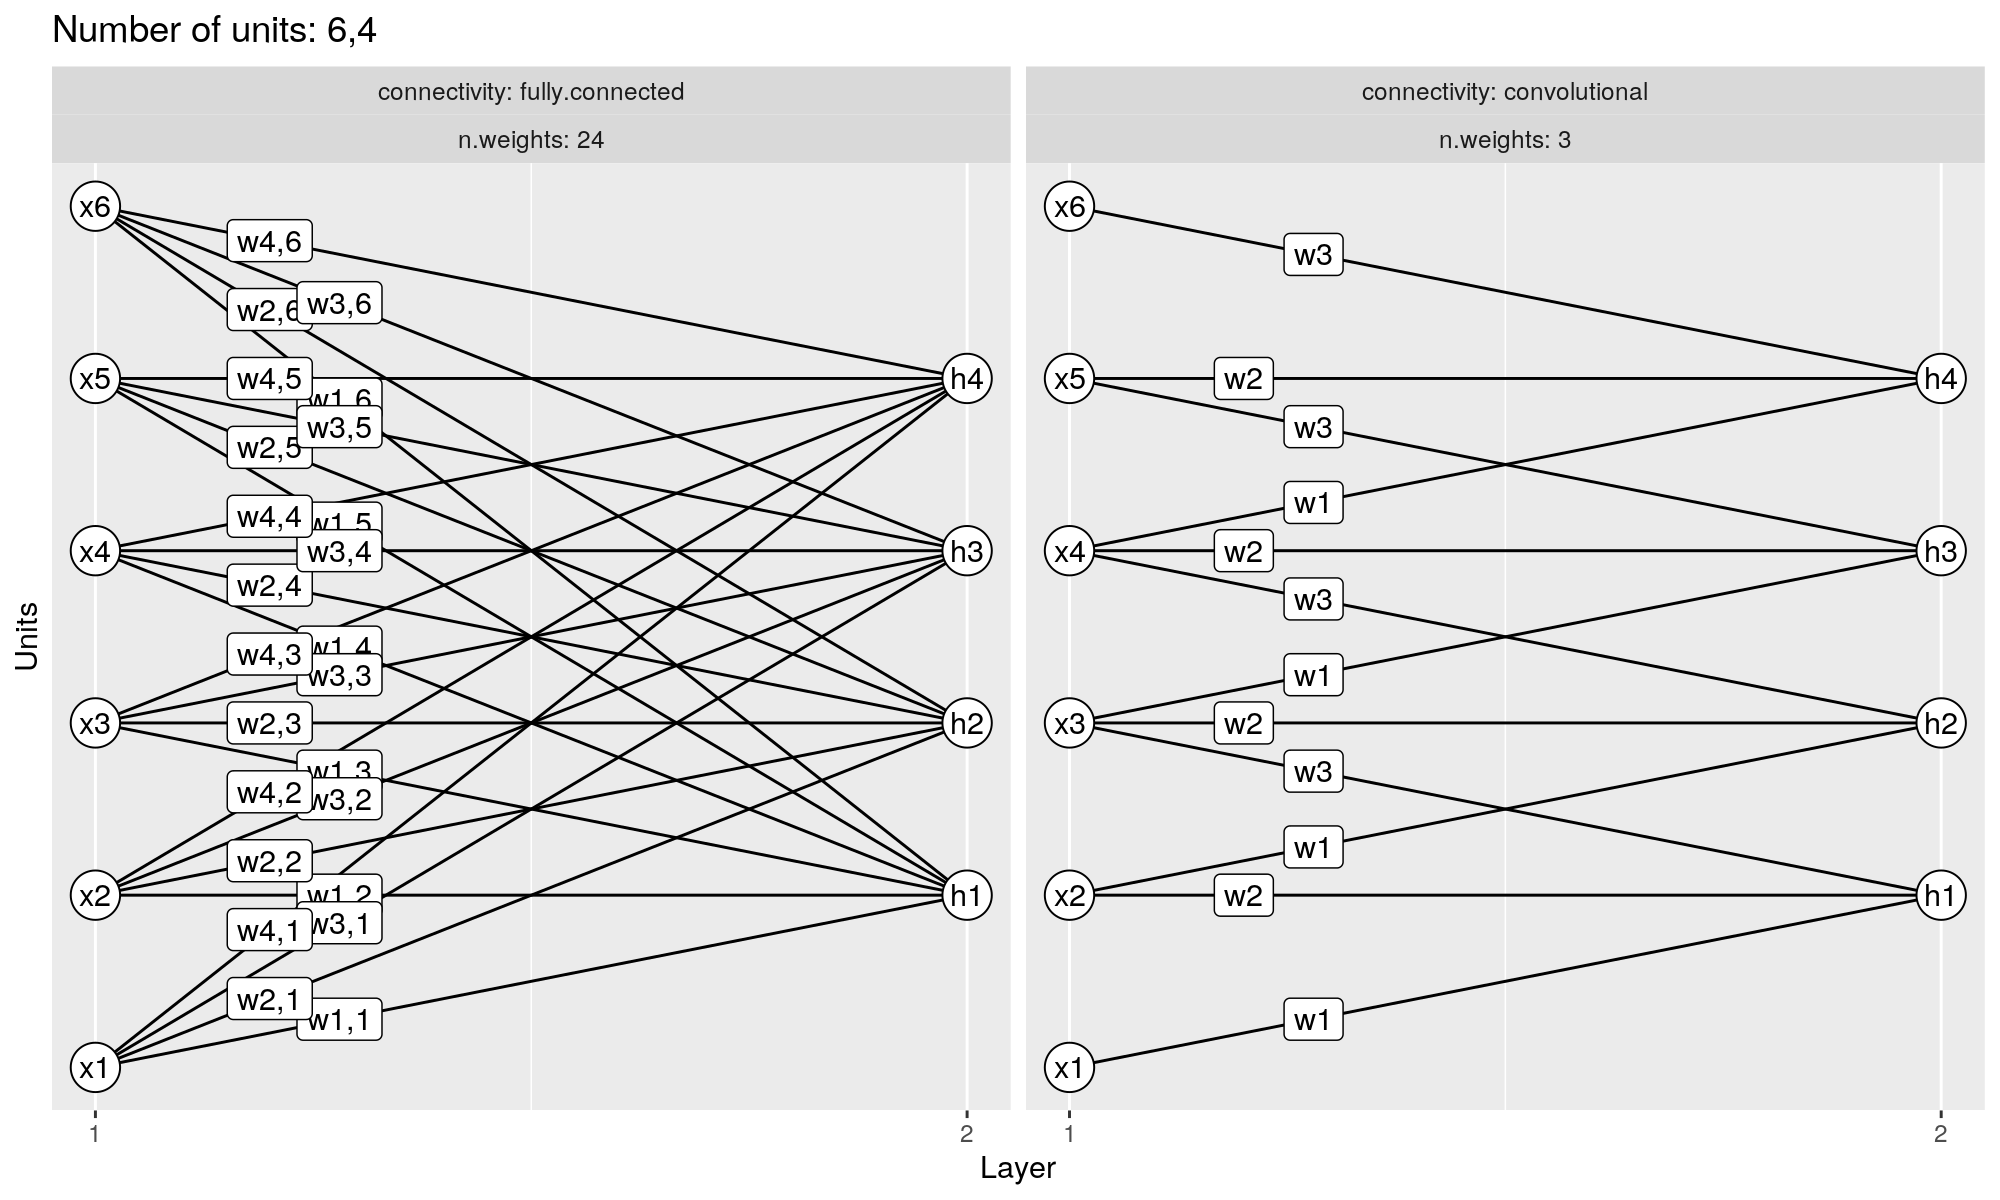 Number of units: 6,4
connectivity: fully.connected
n.weights: 24
x6
w4,6
w3,6
w2,6
x5
w4,5
h4
w1,6
w3,5
w2,5
w4,4
w1,5
x4
w3,4
h3
w2,4
w1,4
w4,3
w3,3
x3
w2,3
h2
w1,3
w4,2
w3,2
w2,2
x2
w1,2
h1
w3,1
w4,1
w2,1
w1,1
x1
1
2
connectivity: convolutional
n.weights: 3
x6
w3
x5
w2
h4
w3
w1
x4
w2
h3
w3
w1
x3
w2
h2
w3
w1
x2
w2
h1
w1
x1
1
2
Units
Layer